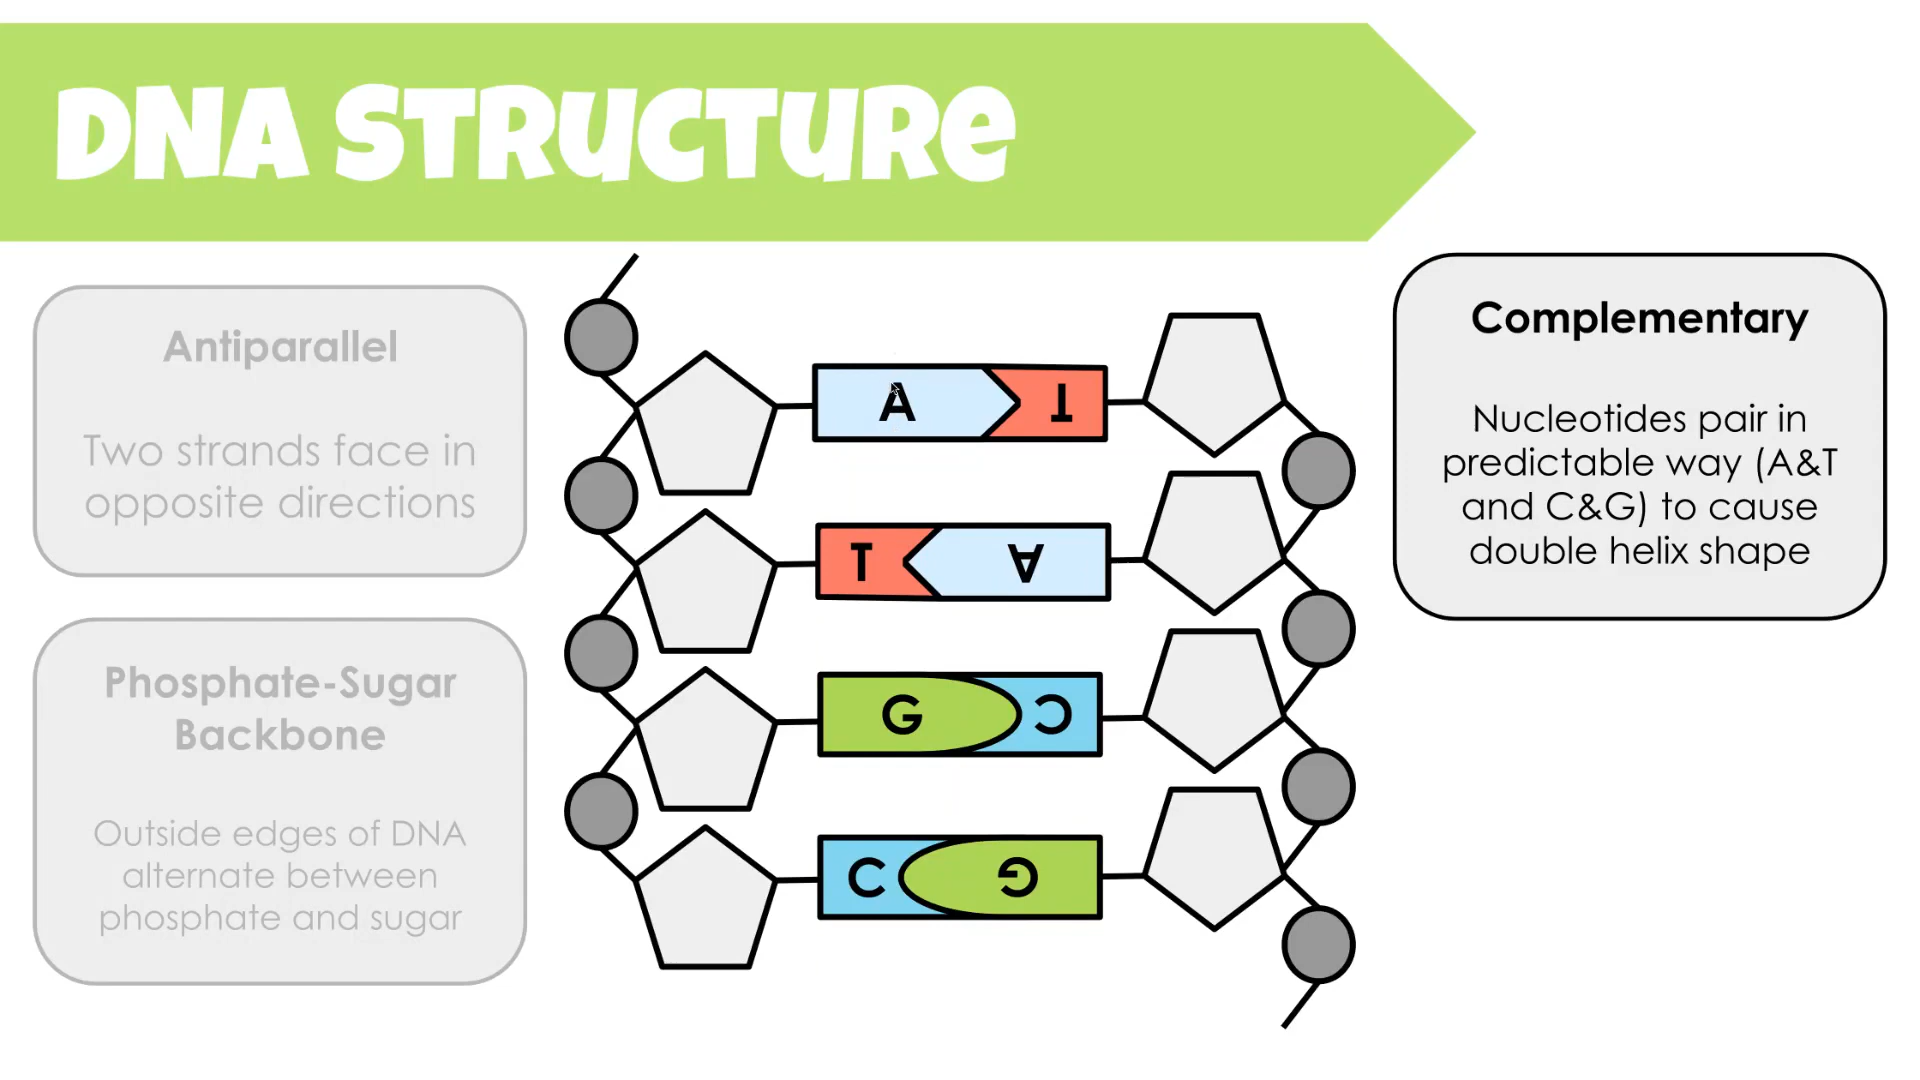 DNA STRUCTURE
Antiparallel
Two strands face in
opposite directions
Phosphate-Sugar
Backbone
Outside edges of DNA
alternate between
phosphate and sugar
A T
T A
G C
C G
Complementary
Nucleotides pair in
predictable way (A&T
and C&G) to cause
double helix shape